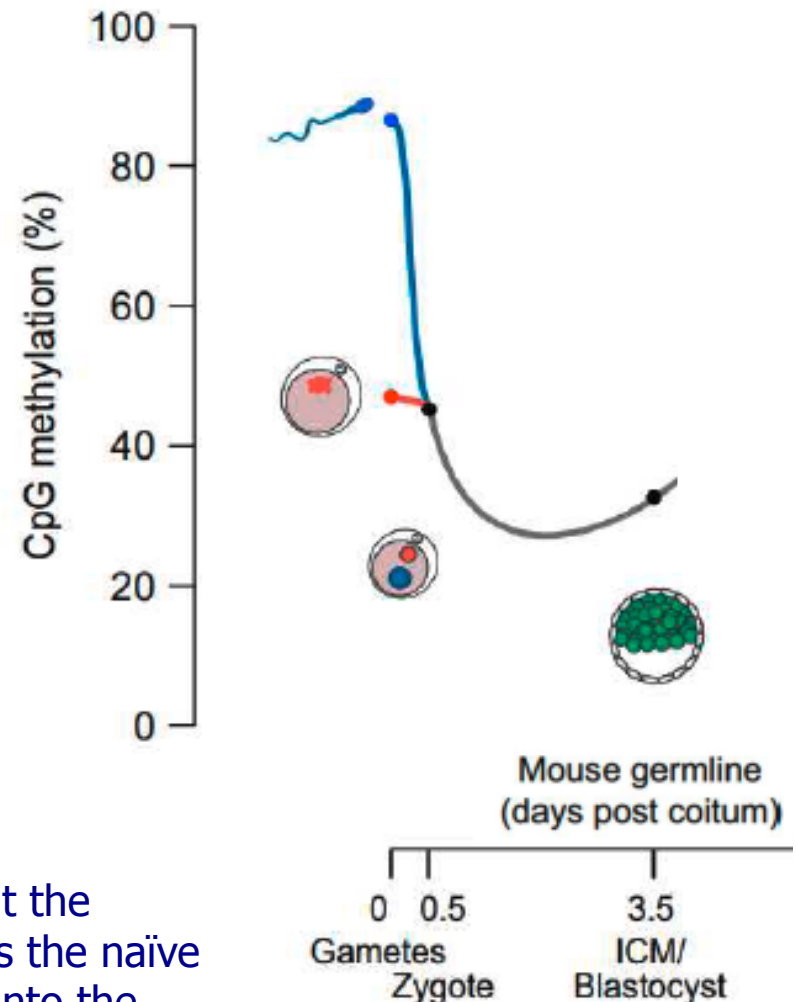 100
80
60
40
20
0
CpG methylation (%)
Mouse germline
(days post coitum)
0 0.5 3.5
Gametes ICM/
Zygote Blastocyst
t the
s the naïve
nto the